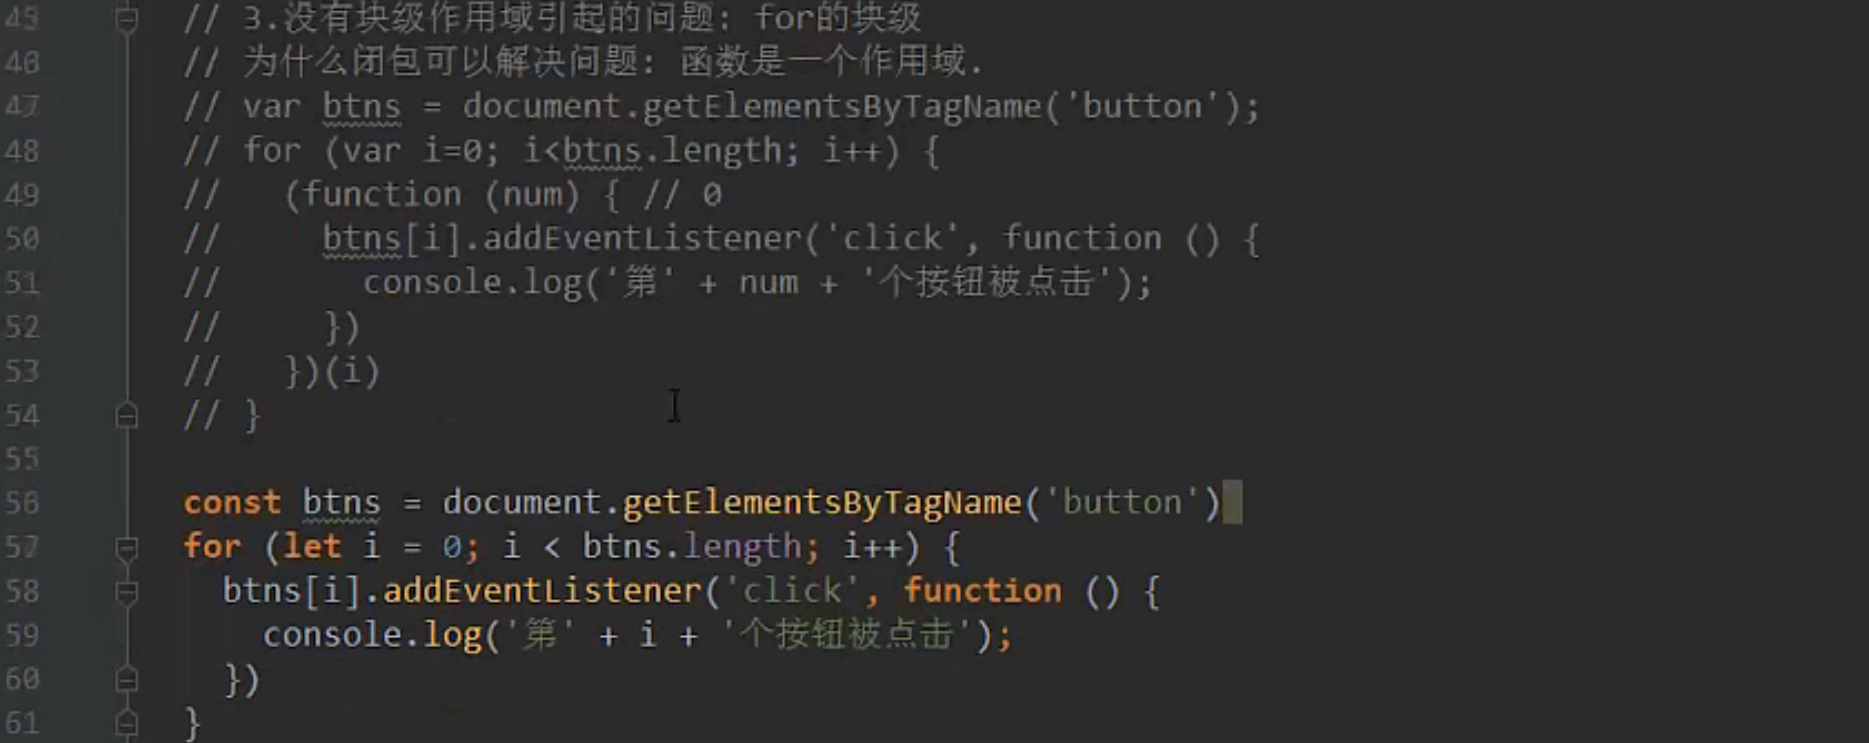 45 // 3.没有块级作用域引起的问题: for的块级
46 // 为什么闭包可以解决问题: 函数是一个作用域.
47 // var btns = document.getElementsByTagName('button');
48 // for (var i=0; i<btns.length; i++) {
49 //   (function (num) { // 0
50 //     btns[i].addEventListener('click', function () {
51 //       console.log('第' + num + '个按钮被点击');
52 //     })
53 //   })(i)
54 // }
55
56 const btns = document.getElementsByTagName('button')
57 for (let i = 0; i < btns.length; i++) {
58   btns[i].addEventListener('click', function () {
59     console.log('第' + i + '个按钮被点击');
60   })
61 }